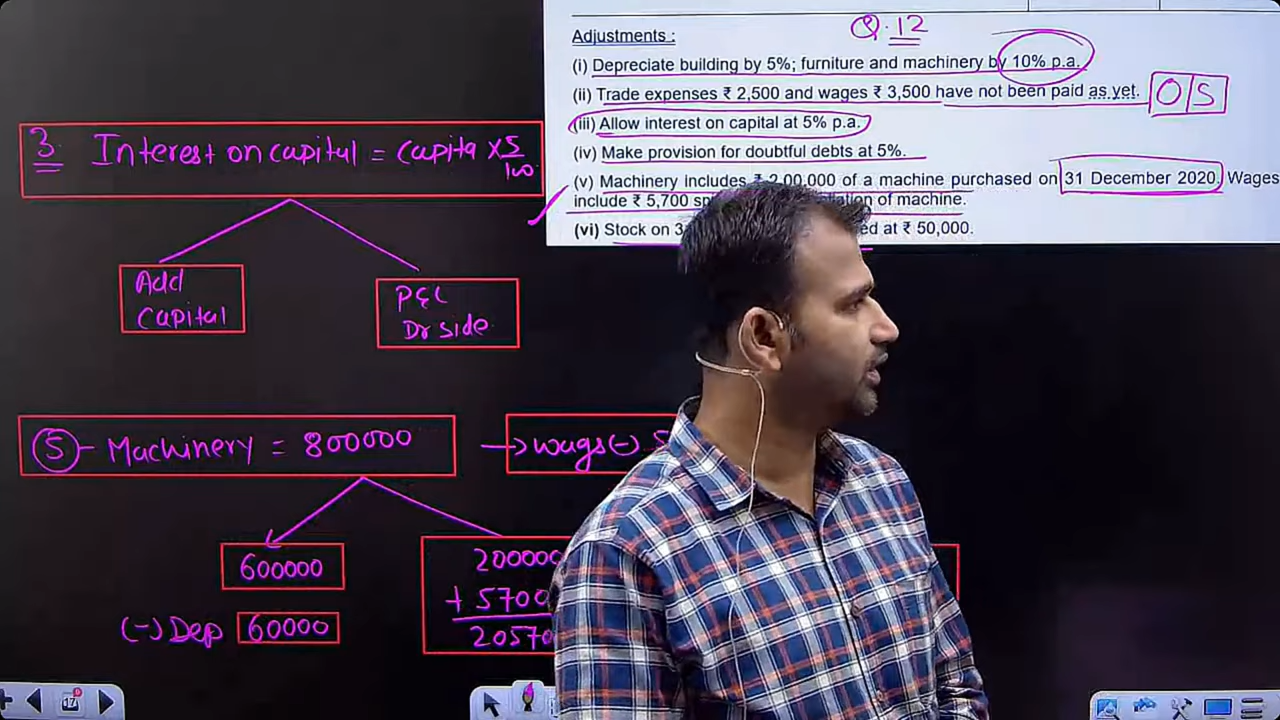 Q. 12
Adjustments :
(i) Depreciate building by 5%; furniture and machinery by 10% p.a.
(ii) Trade expenses ₹ 2,500 and wages ₹ 3,500 have not been paid as yet.
O/S
(iii) Allow interest on capital at 5% p.a.
(iv) Make provision for doubtful debts at 5%.
(v) Machinery includes ₹ 2,00,000 of a machine purchased on 31 December 2020. Wages
include ₹ 5,700 of machine.
(vi) Stock on at ₹ 50,000.
3 Interest on capital = capita × 5/100
Add
capital
P&L
Dr side
5 - Machinery = 800000
→ wags (-)
600000
(-) Dep 60000
200000
+ 5700
20570
17